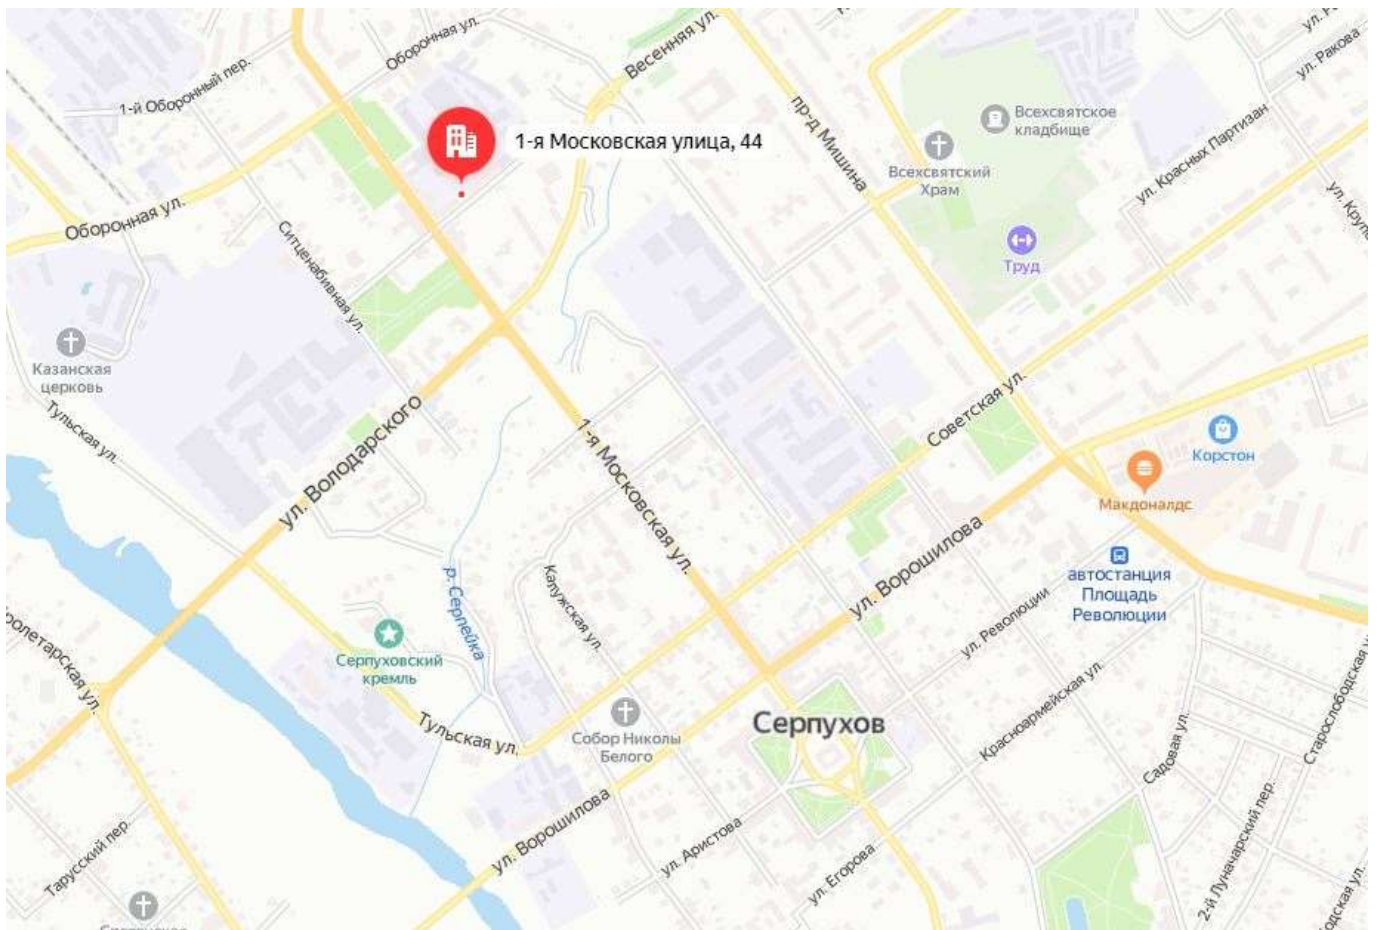 Оборонная ул.
Весенняя ул.
ул. Ракова
1-й Оборонный пер.
1-я Московская улица, 44
пр-д Мишина
Всехсвятское
кладбище
Всехсвятский
Храм
ул. Красных Партизан
Оборонная ул.
Ситценабивная ул.
Труд
Казанская
церковь
Тульская ул.
ул. Володарского
1-я Московская ул.
Советская ул.
Корстон
Макдоналдс
ул. Ворошилова
автостанция
Площадь
Революции
р. Серпейка
Калужская ул.
ул. Революции
Серпуховский
кремль
Тульская ул.
Собор Николы
Белого
Серпухов
Красноармейская ул.
Садовая ул.
Старослободская
ул. Ворошилова
ул. Аристова
ул. Егорова
2-й Луначарский пер.
Тарусский пер.